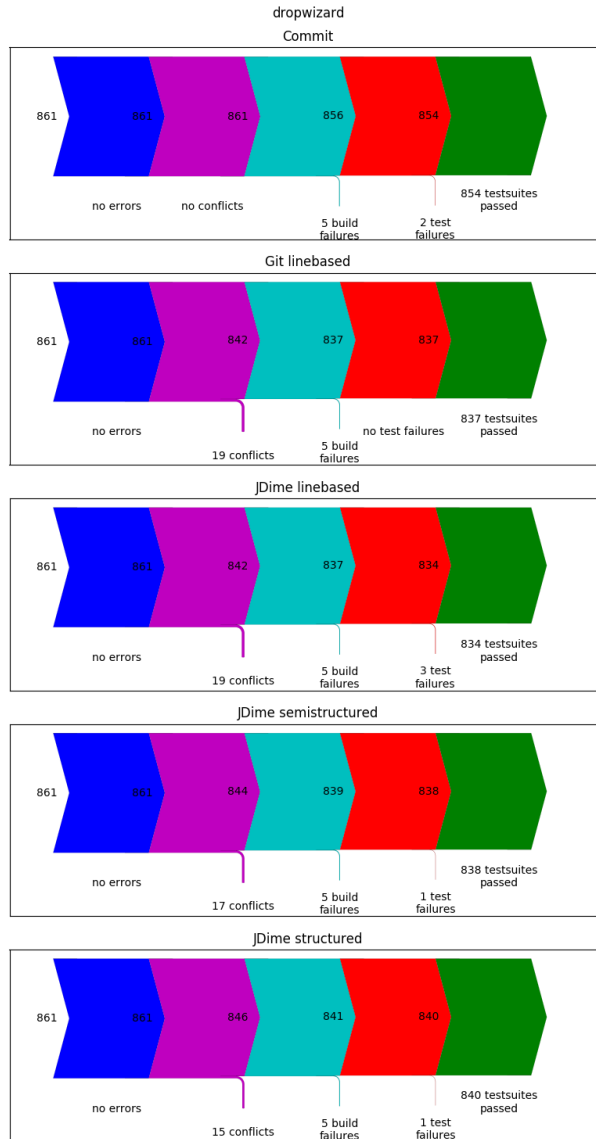 dropwizard
Commit
861 861 861 856 854
no errors no conflicts 5 build failures 2 test failures 854 testsuites passed
Git linebased
861 861 842 837 837
no errors 19 conflicts 5 build failures no test failures 837 testsuites passed
JDime linebased
861 861 842 837 834
no errors 19 conflicts 5 build failures 3 test failures 834 testsuites passed
JDime semistructured
861 861 844 839 838
no errors 17 conflicts 5 build failures 1 test failures 838 testsuites passed
JDime structured
861 861 846 841 840
no errors 15 conflicts 5 build failures 1 test failures 840 testsuites passed